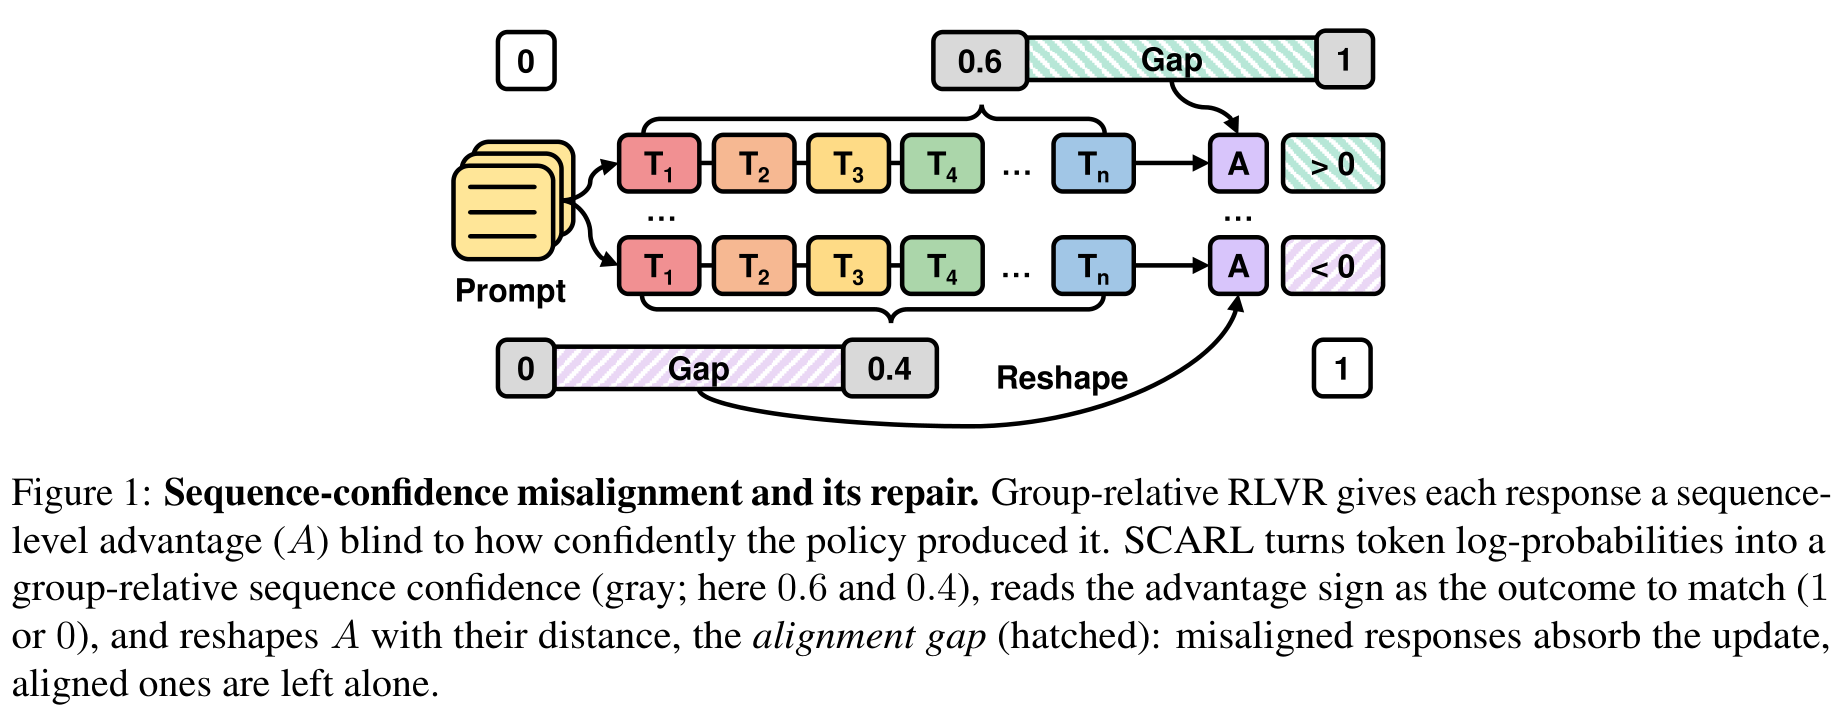 0
0.6 Gap 1
T1 T2 T3 T4 ... Tn A > 0
... ...
T1 T2 T3 T4 ... Tn A < 0
Prompt
0 Gap 0.4 Reshape 1
Figure 1: Sequence-confidence misalignment and its repair. Group-relative RLVR gives each response a sequence-
level advantage (A) blind to how confidently the policy produced it. SCARL turns token log-probabilities into a
group-relative sequence confidence (gray; here 0.6 and 0.4), reads the advantage sign as the outcome to match (1
or 0), and reshapes A with their distance, the alignment gap (hatched): misaligned responses absorb the update,
aligned ones are left alone.